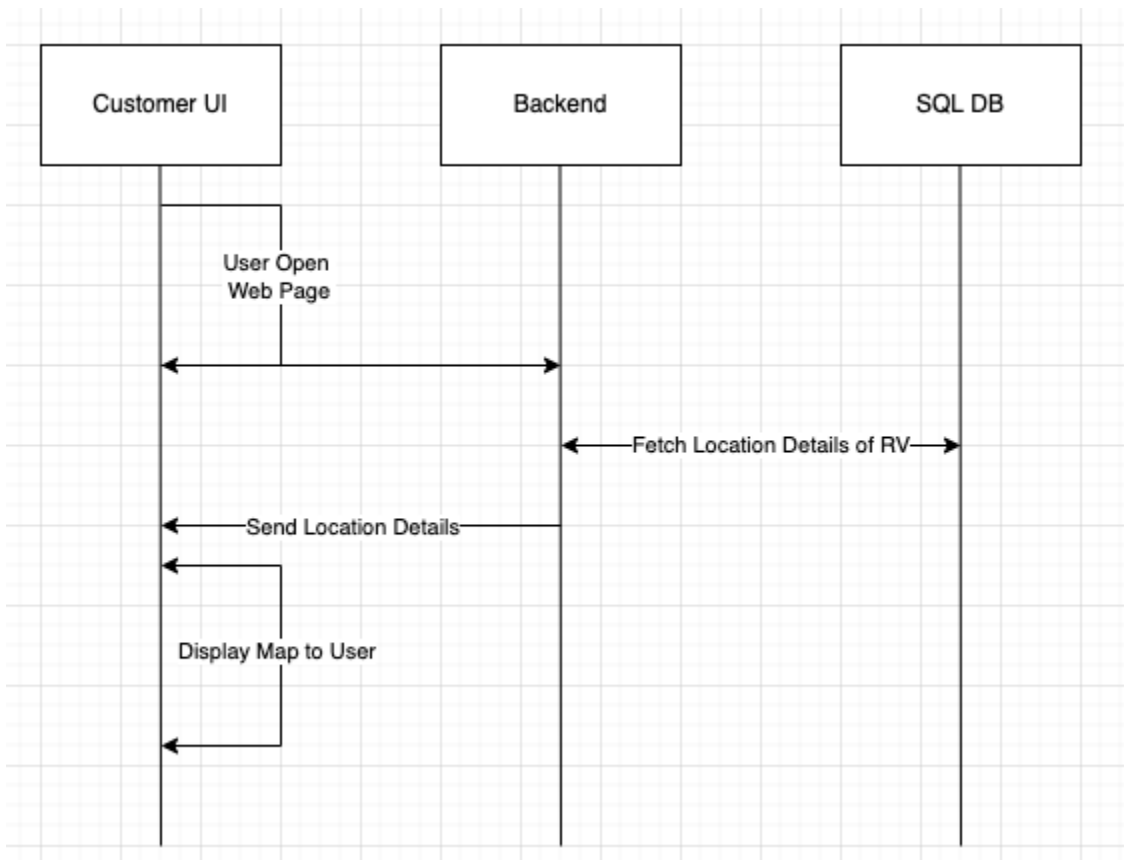 Customer UI
Backend
SQL DB
User Open
Web Page
Fetch Location Details of RV
Send Location Details
Display Map to User